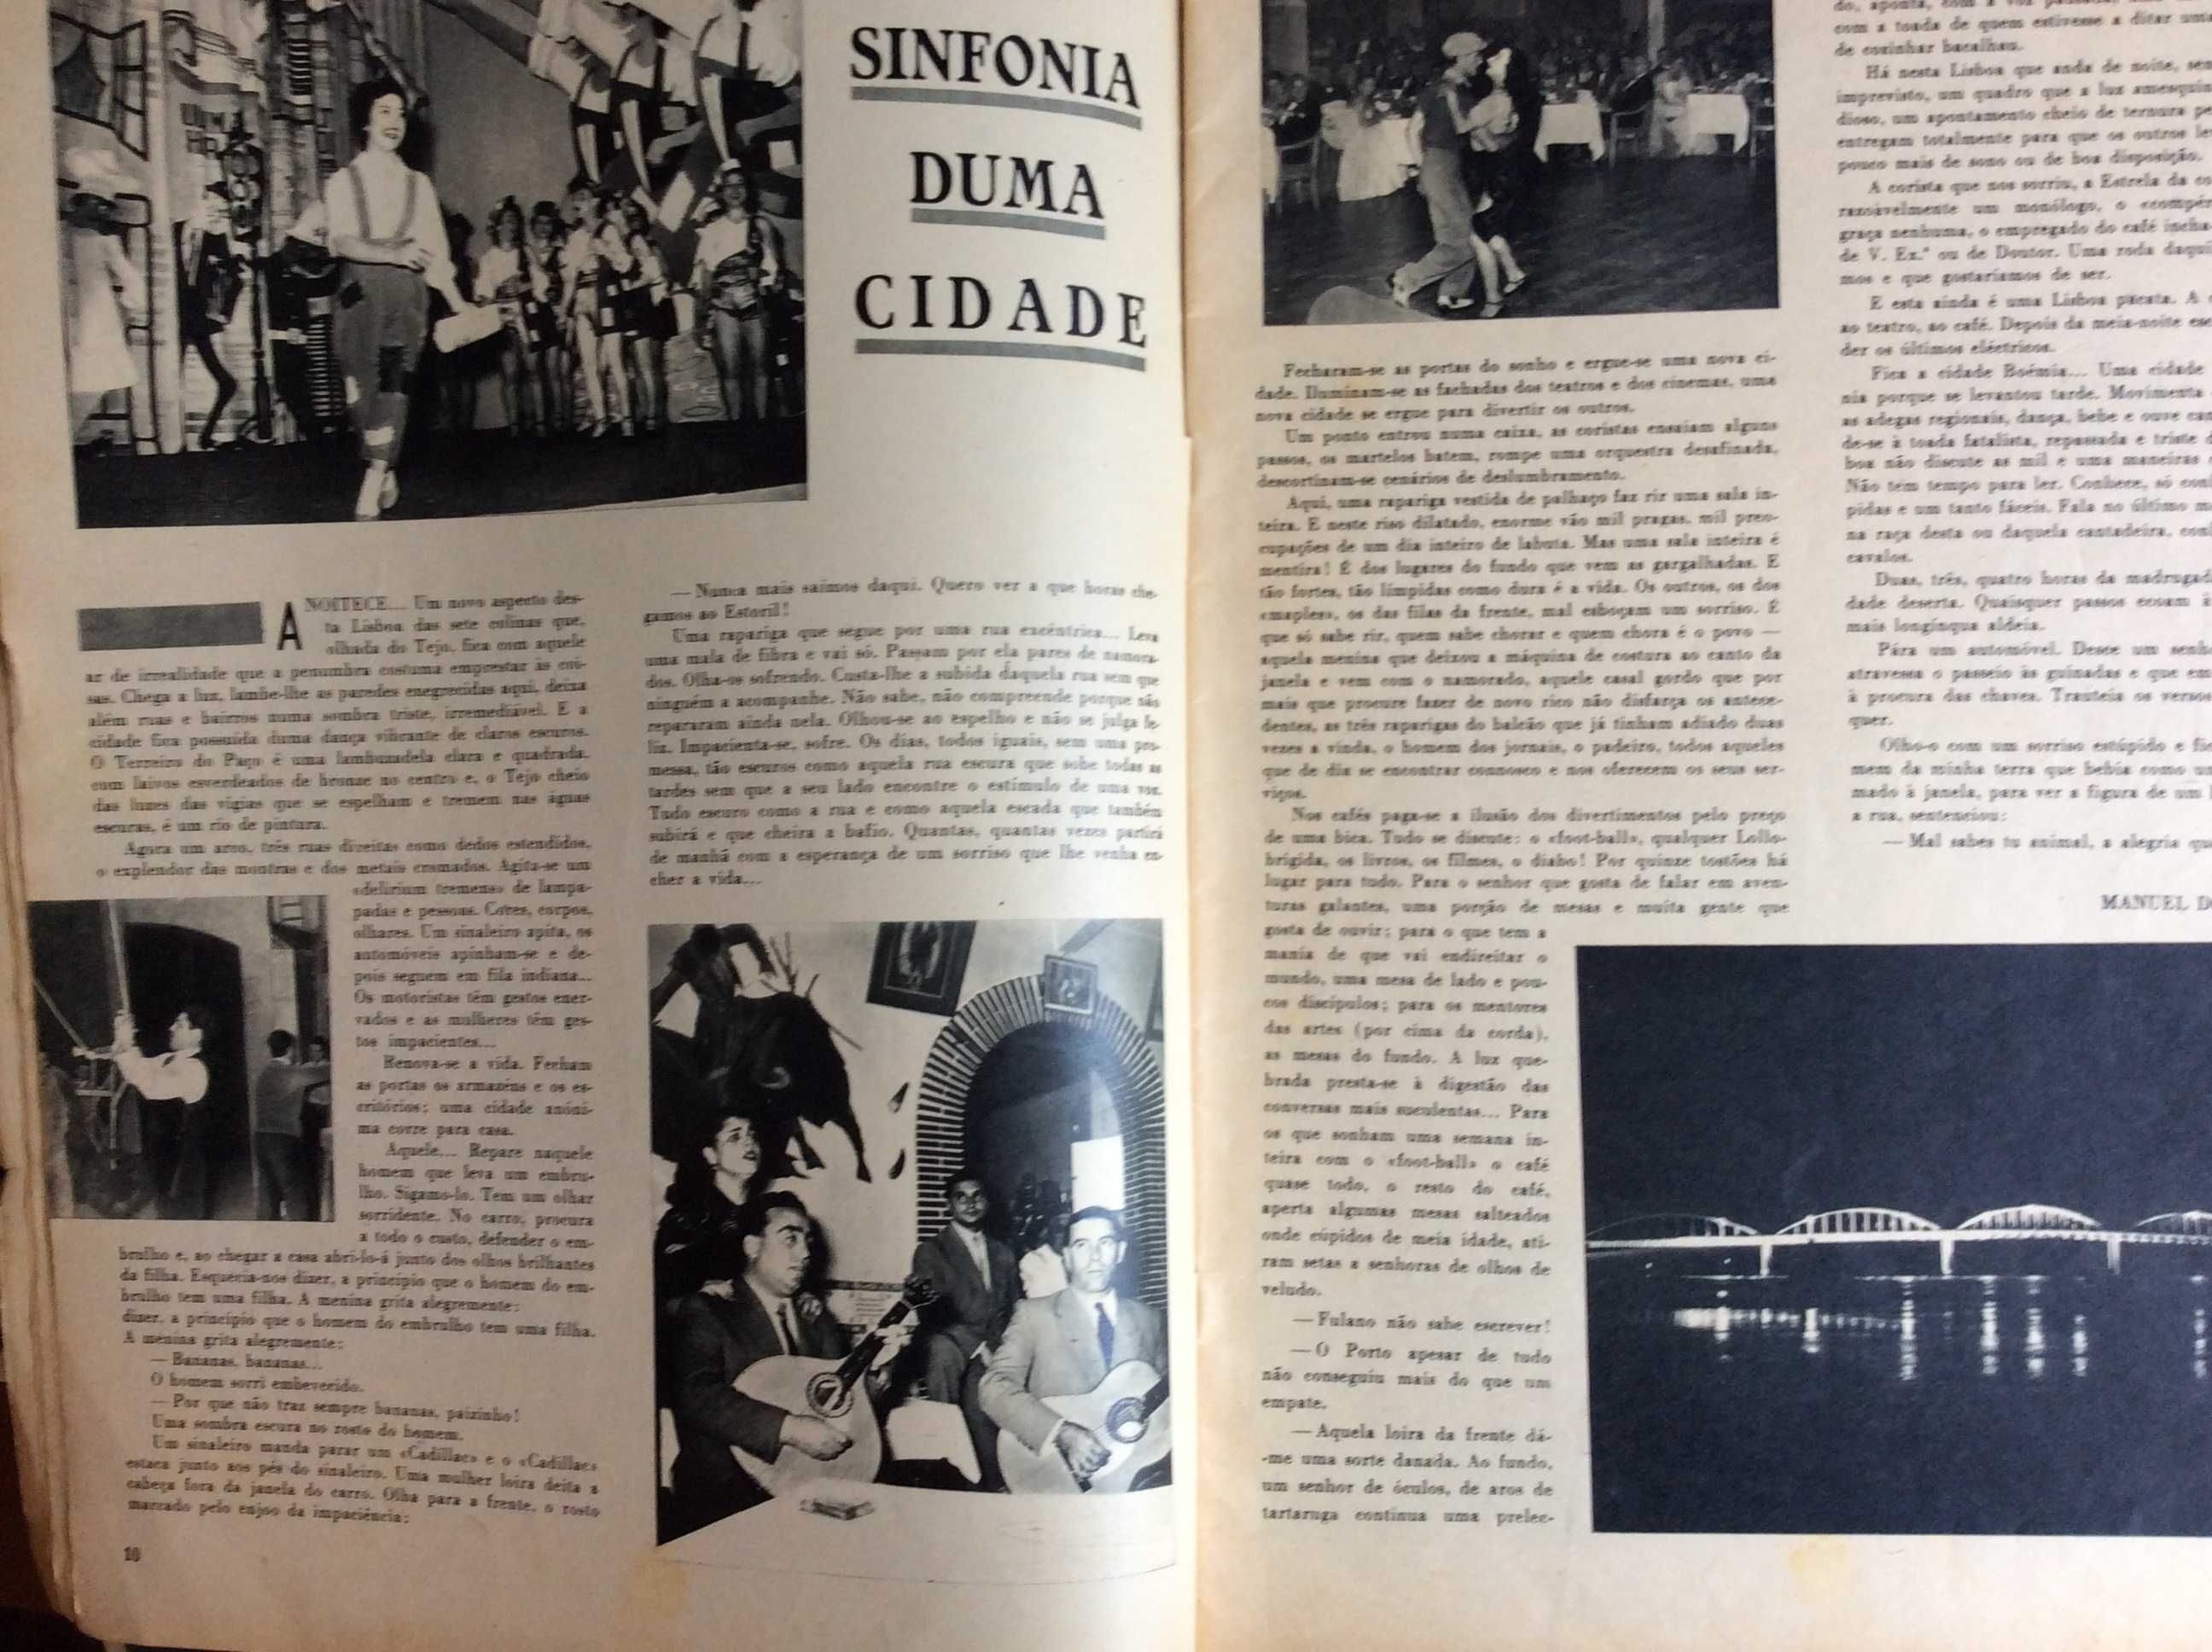 SINFONIA
DUMA
CIDADE
ANOITECE... Um novo aspecto des-
ta Lisboa das sete colinas que,
olhada do Tejo, fica com aquele
ar de irrealidade que a penumbra costuma emprestar às coi-
sas. Chega a luz, lambe-lhe as paredes enegrecidas aqui, deixa
além ruas e bairros numa sombra triste, irremediável. E a
cidade fica possuída duma dança vibrante de claros escuros.
O Terreiro do Paço é uma lambuzadela clara e quadrada,
com laivos esverdeados de bronze no centro e, o Tejo cheio
das luzes das vigias que se espelham e tremem nas águas
escuras, é um rio de pintura.
Agora um arco, três ruas direitas como dedos estendidos,
o explendor das montras e dos metais cromados. Agita-se um
«delirium tremens» de lampa-
padas e pessoas. Cores, corpos,
olhares. Um sinaleiro apita, os
automóveis apinham-se e de-
pois seguem em fila indiana...
Os motoristas têm gestos ener-
vados e as mulheres têm ges-
tos impacientes...
Renova-se a vida. Fecham
as portas os armazéns e os es-
critórios; uma cidade anóni-
ma corre para casa.
Aquele... Repare naquele
homem que leva um embru-
lho. Sigamo-lo. Tem um olhar
sorridente. No carro, procura
a todo o custo, defender o em-
brulho e, ao chegar a casa abri-lo-á junto dos olhos brilhantes
da filha. Esquecia-nos dizer, a princípio que o homem do em-
brulho tem uma filha. A menina grita alegremente:
dizer, a princípio que o homem do embrulho tem uma filha.
A menina grita alegremente:
— Bananas, bananas...
O homem sorri embevecido.
— Por que não traz sempre bananas, paizinho!
Uma sombra escura no rosto do homem.
Um sinaleiro manda parar um «Cadillac» e o «Cadillac»
estaca junto aos pés do sinaleiro. Uma mulher loira deita a
cabeça fora da janela do carro. Olha para a frente, o rosto
marcado pelo enjoo da impaciência:
10
— Nunca mais saímos daqui. Quero ver a que horas che-
gamos ao Estoril!
Uma rapariga que segue por uma rua excêntrica... Leva
uma mala de fibra e vai só. Passam por ela pares de namora-
dos. Olha-os sofrendo. Custa-lhe a subida daquela rua sem que
ninguém a acompanhe. Não sabe, não compreende porque não
repararam ainda nela. Olhou-se ao espelho e não se julga fe-
liz. Impacienta-se, sofre. Os dias, todos iguais, sem uma pro-
messa, tão escuros como aquela rua escura que sobe todas as
tardes sem que a seu lado encontre o estímulo de uma voz.
Tudo escuro como a rua e como aquela escada que também
subirá e que cheira a bafio. Quantas, quantas vezes partirá
de manhã com a esperança de um sorriso que lhe venha en-
cher a vida...
Fecharam-se as portas do sonho e ergue-se uma nova ci-
dade. Iluminam-se as fachadas dos teatros e dos cinemas, uma
nova cidade se ergue para divertir os outros.
Um ponto entrou numa caixa, as coristas ensaiam alguns
passos, os martelos batem, rompe uma orquestra desafinada,
descortinam-se cenários de deslumbramento.
Aqui, uma rapariga vestida de palhaço faz rir uma sala in-
teira. E neste riso dilatado, enorme vão mil pragas, mil preo-
cupações de um dia inteiro de labuta. Mas uma sala inteira é
mentira! É dos lugares do fundo que vem as gargalhadas. E
tão fortes, tão límpidas como dura é a vida. Os outros, os dos
«maples», os das filas da frente, mal esboçam um sorriso. É
que só sabe rir, quem sabe chorar e quem chora é o povo —
aquela menina que deixou a máquina de costura ao canto da
janela e vem com o namorado, aquele casal gordo que por
mais que procure fazer de novo rico não disfarça os antece-
dentes, as três raparigas do balcão que já tinham adiado duas
vezes a vinda, o homem dos jornais, o padeiro, todos aqueles
que de dia se encontrar connosco e nos oferecem os seus ser-
viços.
Nos cafés paga-se a ilusão dos divertimentos pelo preço
de uma bica. Tudo se discute: o «foot-ball», qualquer Lollo-
brígida, os livros, os filmes, o diabo! Por quinze tostões há
lugar para tudo. Para o senhor que gosta de falar em aven-
turas galantes, uma porção de mesas e muita gente que
gosta de ouvir; para o que tem a
mania de que vai endireitar o
mundo, uma mesa de lado e pou-
cos discípulos; para os mentores
das artes (por cima da corda),
as mesas do fundo. A luz que-
brada presta-se à digestão das
conversas mais suculentas... Para
os que sonham uma semana in-
teira com o «foot-ball» o café
quase todo, o resto do café,
aperta algumas mesas salteados
onde cúpidos de meia idade, ati-
ram setas a senhoras de olhos de
veludo.
— Fulano não sabe escrever!
— O Porto apesar de tudo
não conseguiu mais do que um
empate.
— Aquela loira da frente dá-
-me uma sorte danada. Ao fundo,
um senhor de óculos, de aros de
tartaruga continua uma prelec-
do, aponta, com a voz
com a toada de quem estivesse a ditar uma
de cozinhar bacalhau.
Há nesta Lisboa que anda de noite, sem
imprevisto, um quadro que a luz amesquin
dioso, um apontamento cheio de ternura pe
entregam totalmente para que os outros le
pouco mais de sono ou de boa disposição.
A corista que nos sorriu, a Estrela da co
razoàvelmente um monólogo, o «compér
graça nenhuma, o empregado do café incha
de V. Ex.ª ou de Doutor. Uma roda daqui
mos e que gostaríamos de ser.
E esta ainda é uma Lisboa pacata. A
ao teatro, ao café. Depois da meia-noite esc
der os últimos eléctricos.
Fica a cidade Boémia... Uma cidade
nia porque se levantou tarde. Movimenta
as adegas regionais, dança, bebe e ouve can
de-se à toada fatalista, repassada e triste d
boa não discute as mil e uma maneiras
Não tem tempo para ler. Conhece, só conh
pidas e um tanto fáceis. Fala no último m
na raça desta ou daquela cantadeira, con
cavalos.
Duas, três, quatro horas da madrugad
dade deserta. Quaisquer passos ecoam à
mais longínqua aldeia.
Pára um automóvel. Desce um senh
atravessa o passeio às guinadas e que em
à procura das chaves. Trauteia os verso
quer.
Olho-o com um sorriso estúpido e fic
mem da minha terra que bebia como um
mado à janela, para ver a figura de um
a rua, sentenciou:
— Mal sabes tu animal, a alegria qu
MANUEL D